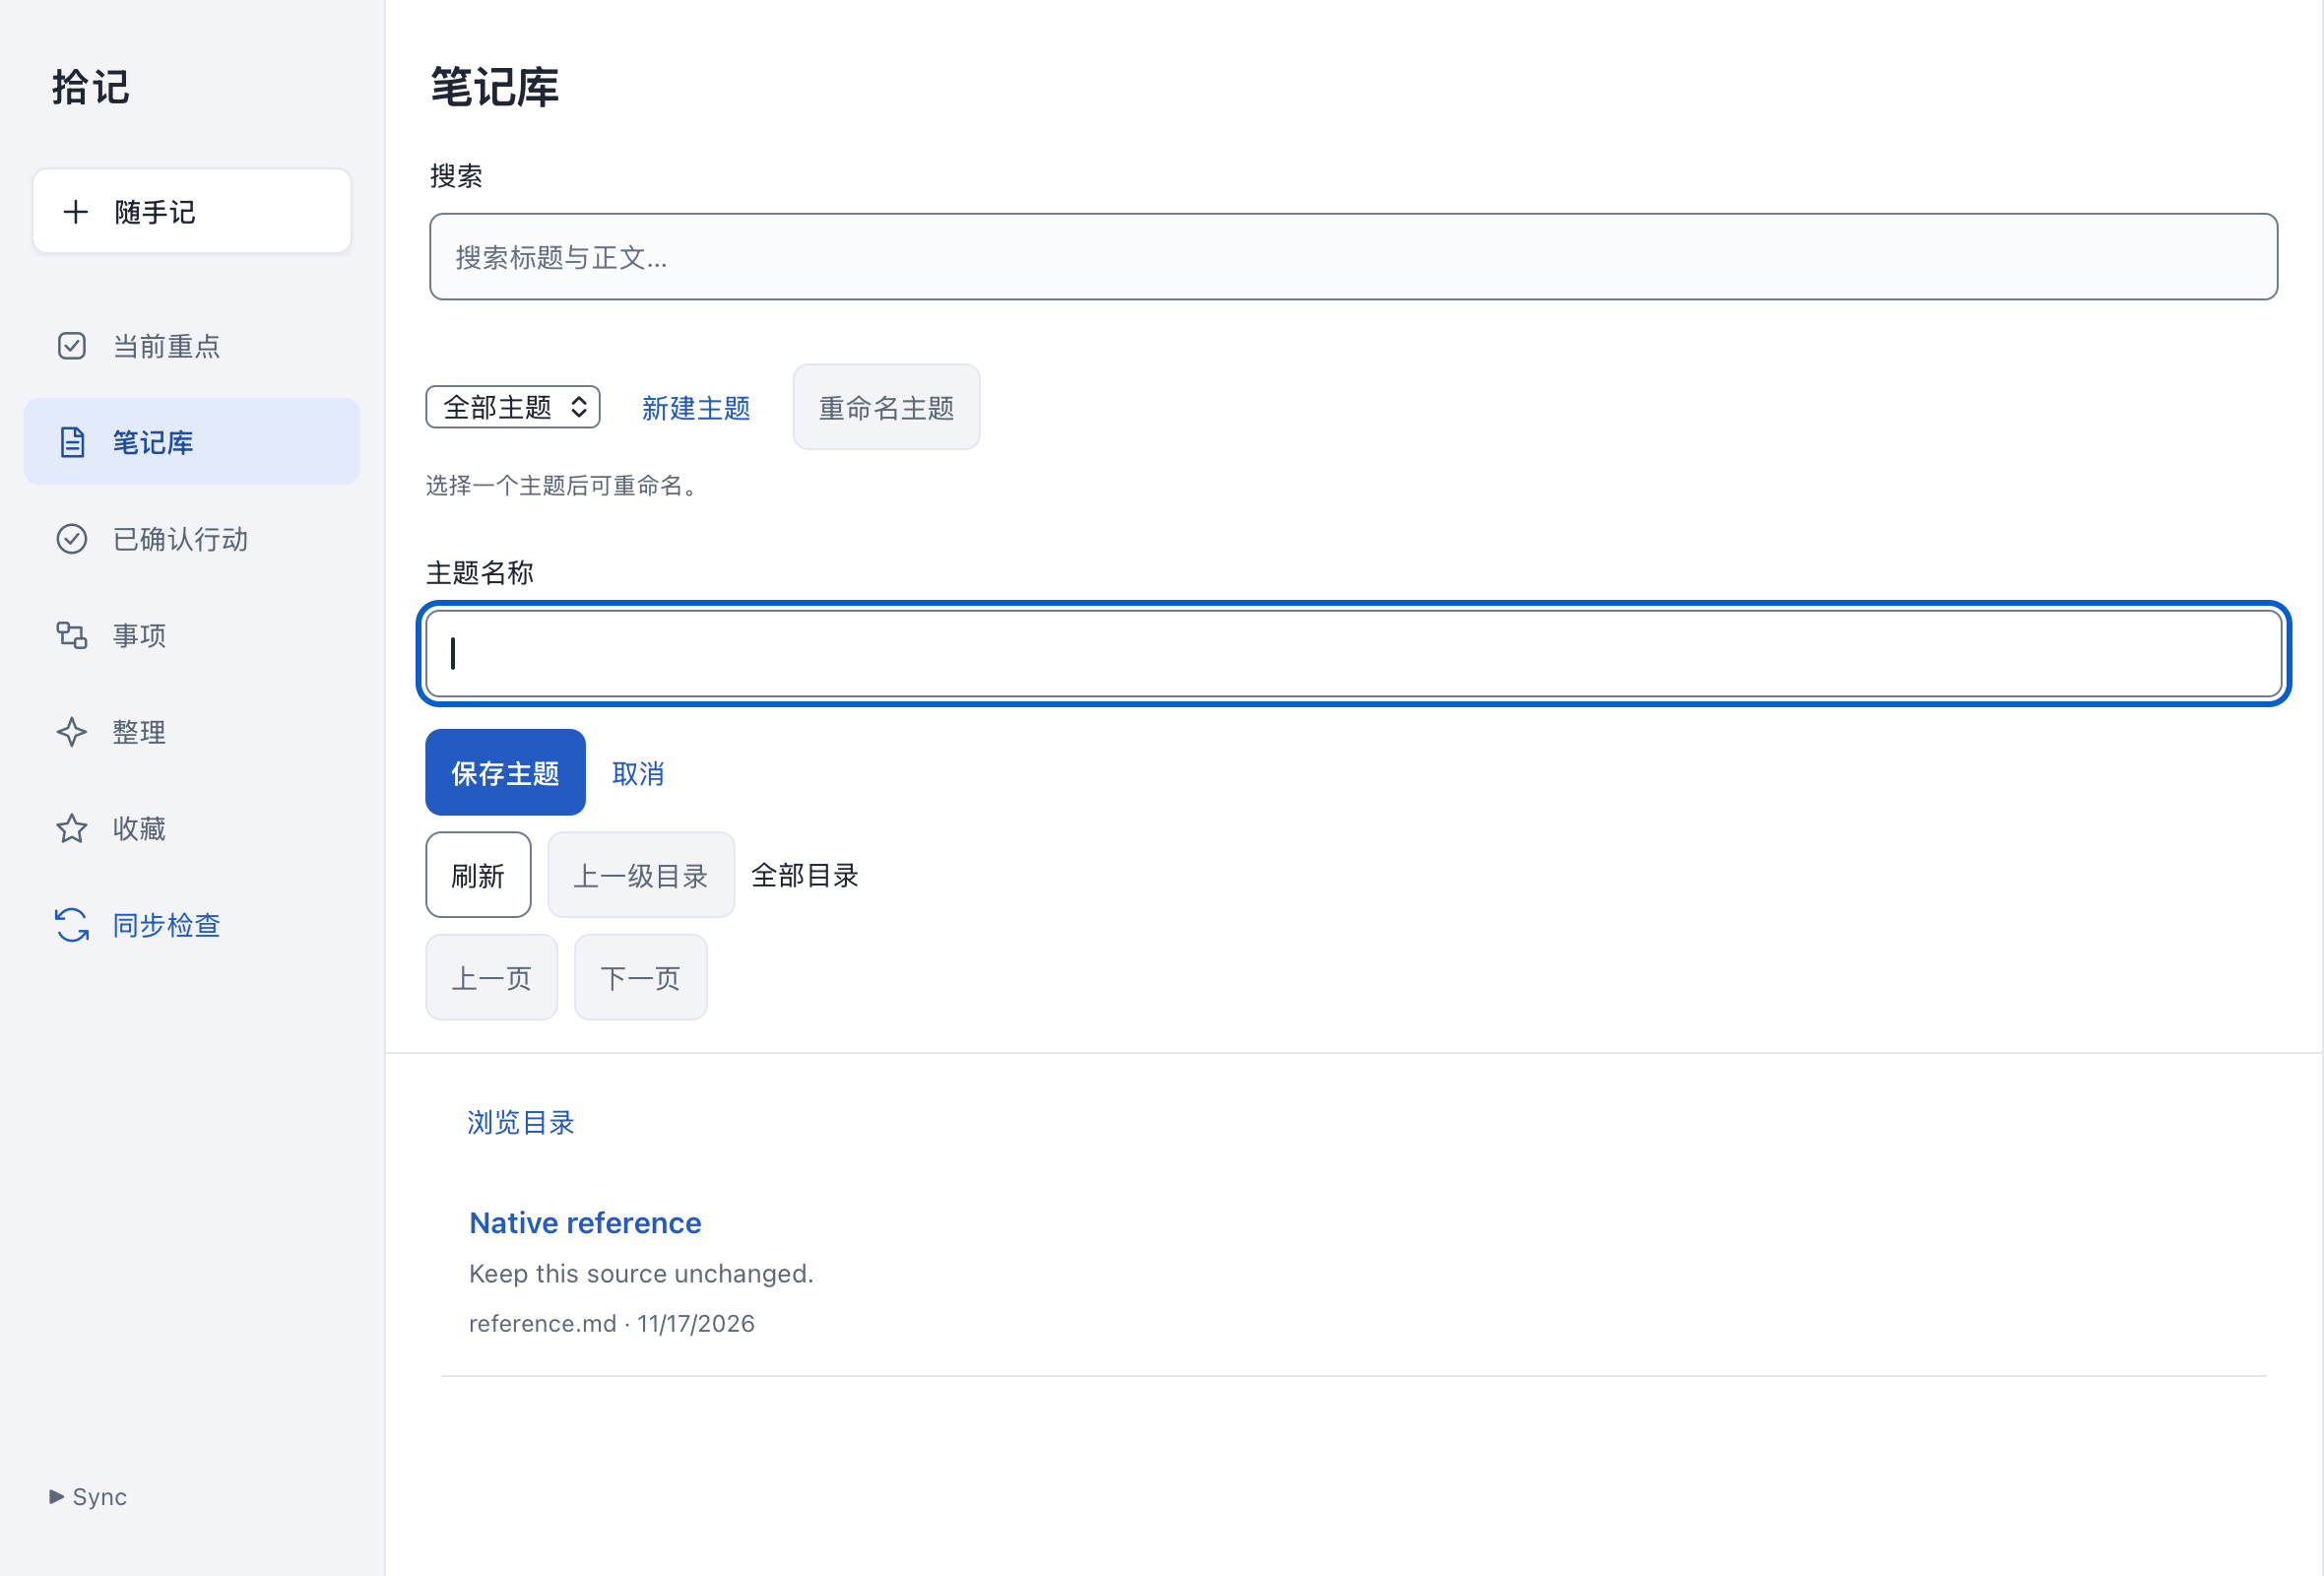 拾记
随手记
当前重点
笔记库
已确认行动
事项
整理
收藏
同步检查
Sync
笔记库
搜索
搜索标题与正文...
全部主题 新建主题 重命名主题
选择一个主题后可重命名。
主题名称
保存主题 取消
刷新 上一级目录 全部目录
上一页 下一页
浏览目录
Native reference
Keep this source unchanged.
reference.md · 11/17/2026